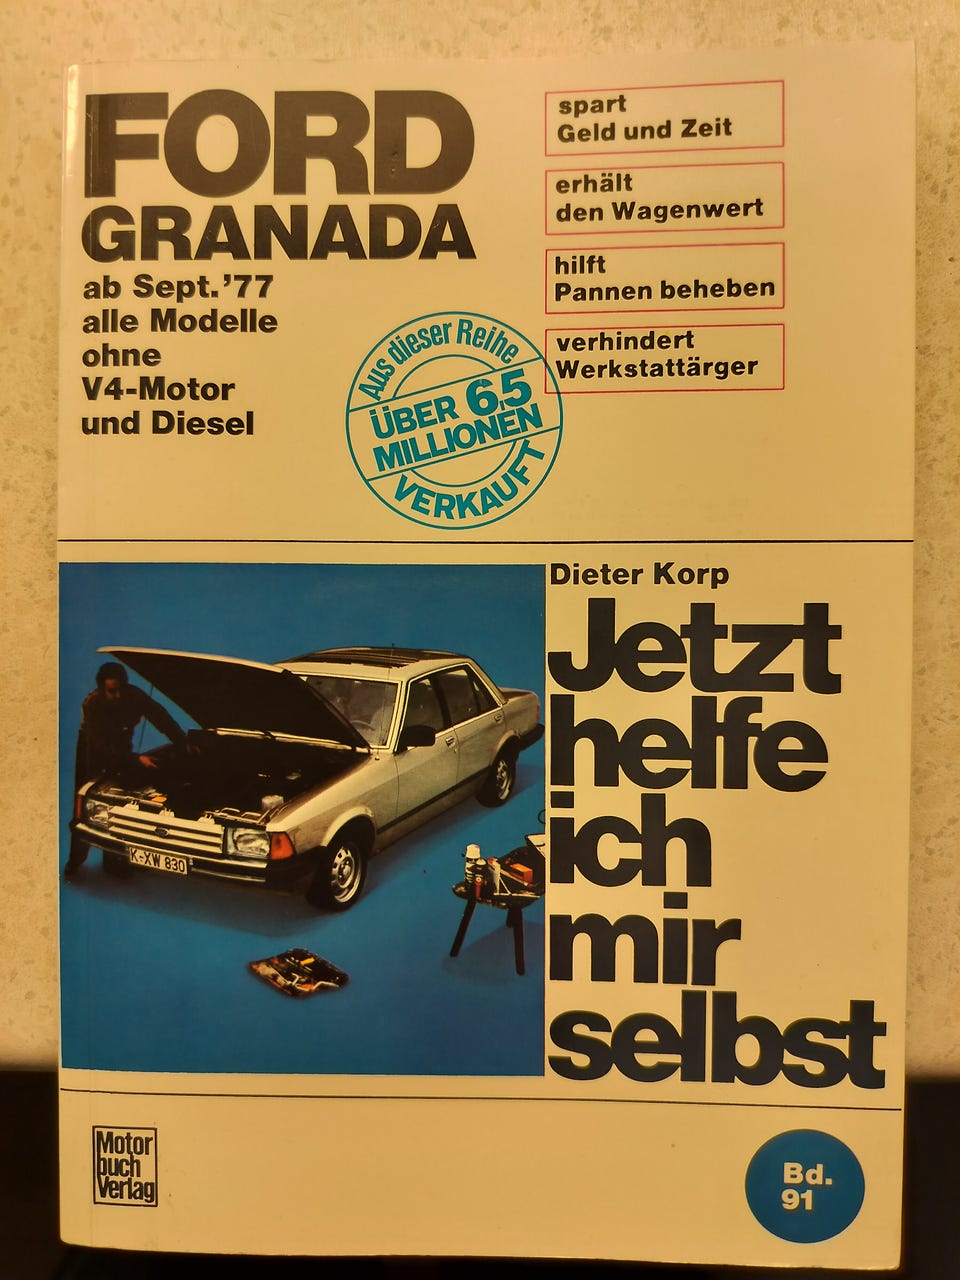 FORD
GRANADA
ab Sept.'77
alle Modelle
ohne
V4-Motor
und Diesel
spart
Geld und Zeit
erhält
den Wagenwert
hilft
Pannen beheben
verhindert
Werkstattärger
Aus dieser Reihe
ÜBER 6,5
MILLIONEN
VERKAUFT
Dieter Korp
Jetzt
helfe
ich
mir
selbst
K-XW 830
Motor
buch
Verlag
Bd.
91